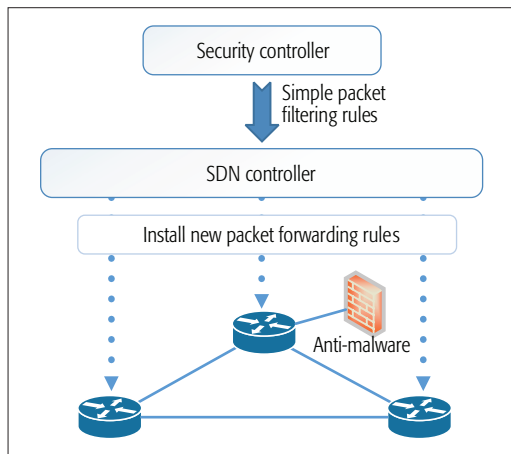 Security controller
Simple packet
filtering rules
SDN controller
Install new packet forwarding rules
Anti-malware